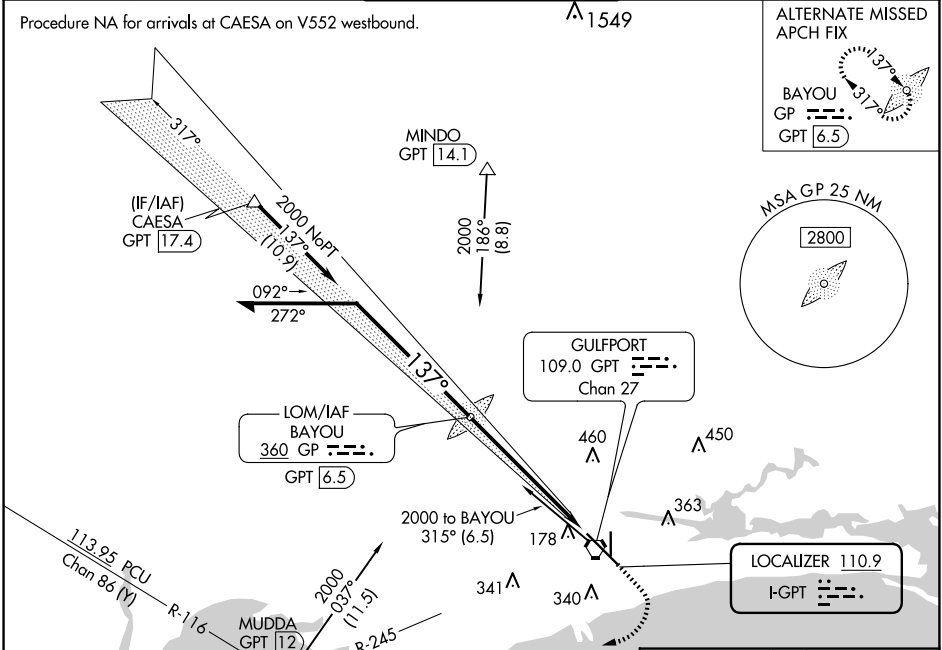 Procedure NA for arrivals at CAESA on V552 westbound.
1549
ALTERNATE MISSED
APCH FIX
137°
317°
BAYOU
GP
GPT 6.5
317°
MINDO
GPT 14.1
2000
186°
(8.8)
MSA GP 25 NM
2800
(IF/IAF)
CAESA
GPT 17.4
2000 NoPT
137°
(10.9)
092°
272°
137°
GULFPORT
109.0 GPT
Chan 27
LOM/IAF
BAYOU
360 GP
GPT 6.5
460
450
363
2000 to BAYOU
315° (6.5)
178
LOCALIZER 110.9
I-GPT
341
340
113.95 PCU
Chan 86 (Y)
R-116
2000
037°
(11.5)
MUDDA
GPT 12
R-245